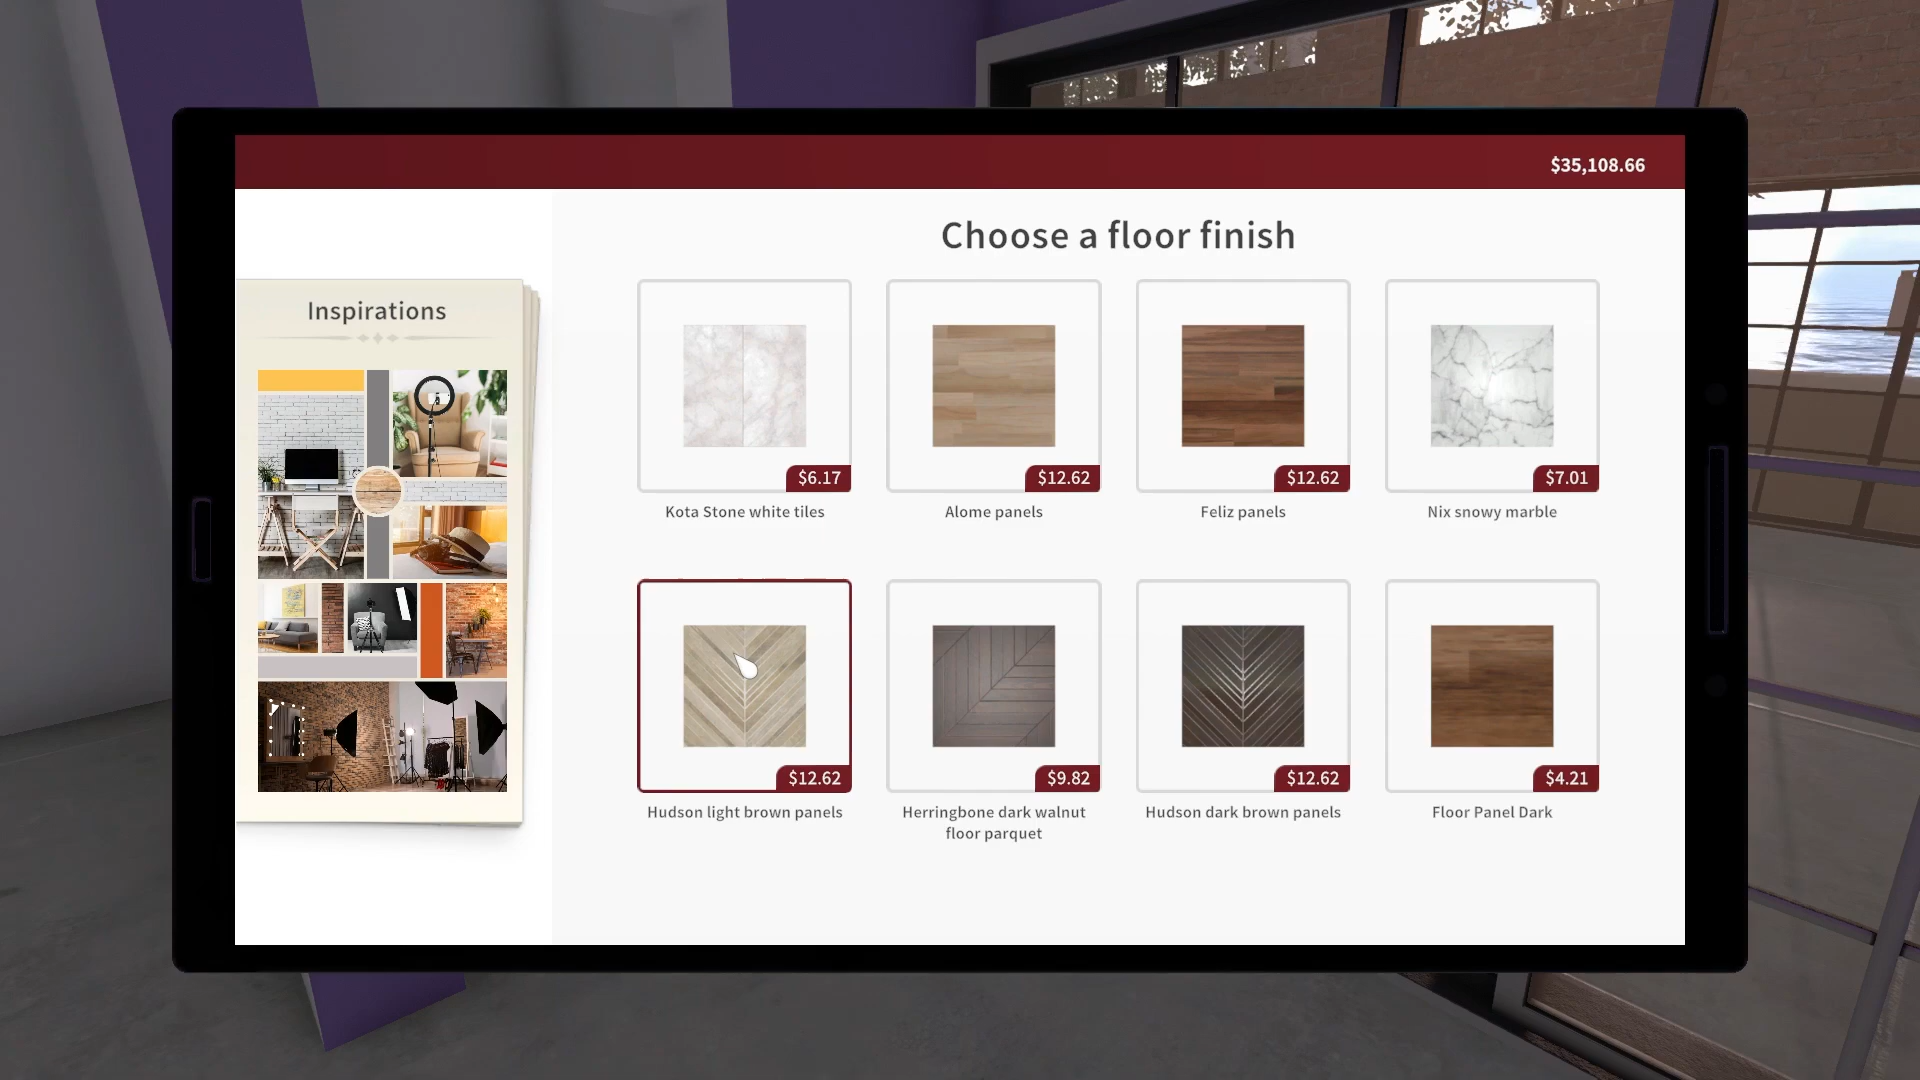 $35,108.66
Choose a floor finish
Inspirations
$6.17
$12.62
$12.62
$7.01
Kota Stone white tiles
Alome panels
Feliz panels
Nix snowy marble
$12.62
$9.82
$12.62
$4.21
Hudson light brown panels
Herringbone dark walnut
floor parquet
Hudson dark brown panels
Floor Panel Dark